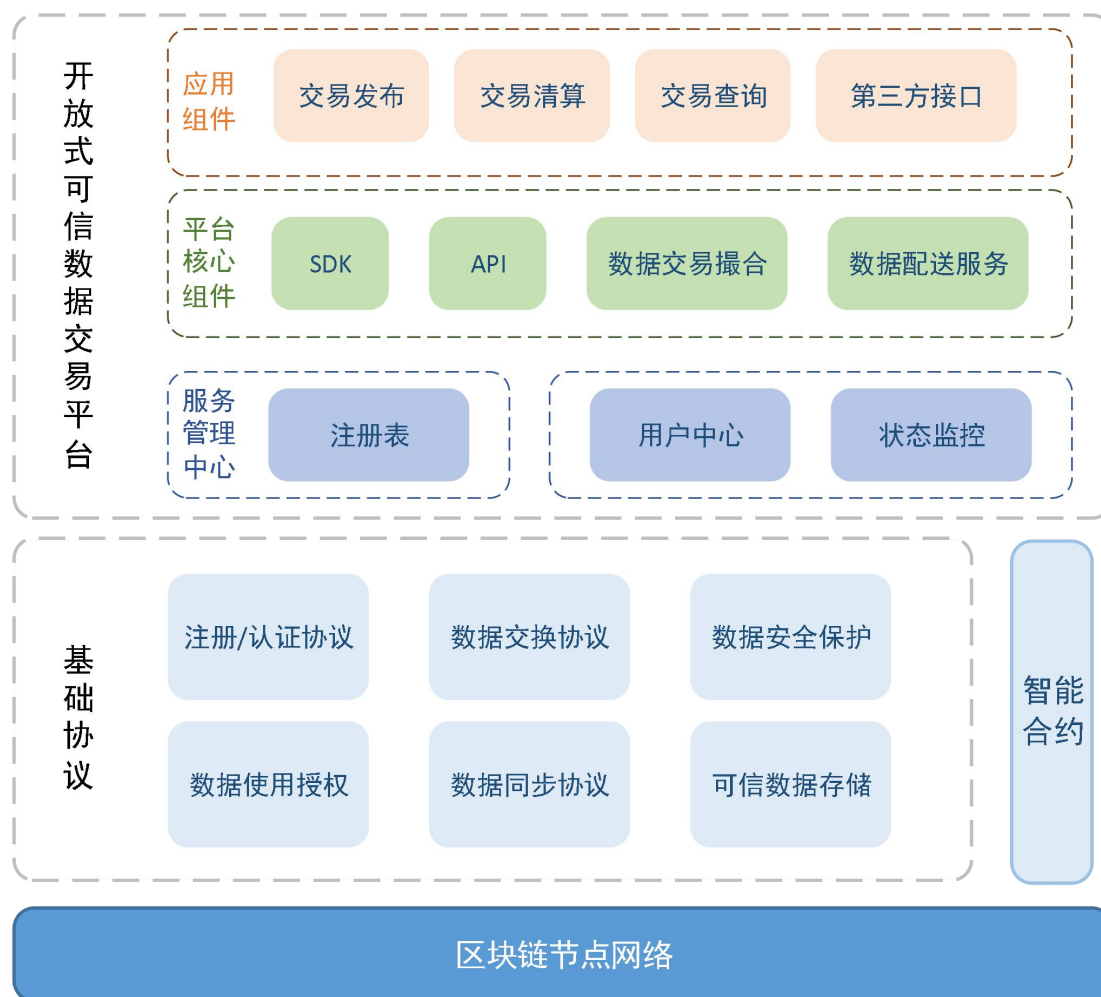 开放式可信数据交易平台
应用
组件
交易发布
交易清算
交易查询
第三方接口
平台
核心
组件
SDK
API
数据交易撮合
数据配送服务
服务
管理
中心
注册表
用户中心
状态监控
基础协议
注册/认证协议
数据交换协议
数据安全保护
数据使用授权
数据同步协议
可信数据存储
智能
合约
区块链节点网络